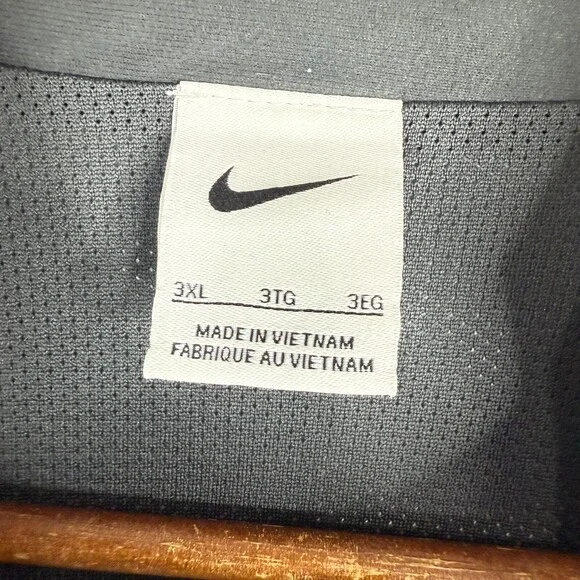 3XL 3TG 3EG
MADE IN VIETNAM
FABRIQUE AU VIETNAM